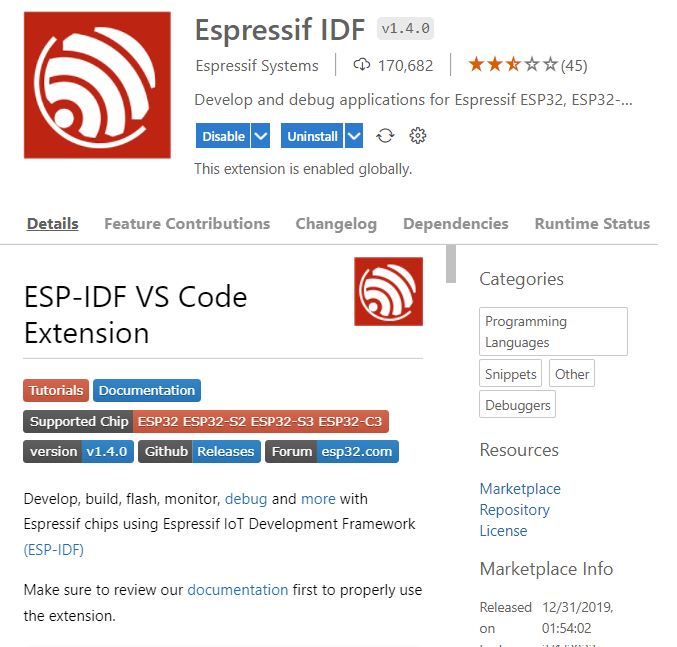 Espressif IDF v1.4.0
Espressif Systems 170,682 (45)
Develop and debug applications for Espressif ESP32, ESP32-...
Disable Uninstall
This extension is enabled globally.
Details Feature Contributions Changelog Dependencies Runtime Status
ESP-IDF VS Code
Extension
Tutorials Documentation
Supported Chip ESP32 ESP32-S2 ESP32-S3 ESP32-C3
version v1.4.0 Github Releases Forum esp32.com
Develop, build, flash, monitor, debug and more with
Espressif chips using Espressif IoT Development Framework
(ESP-IDF)
Make sure to review our documentation first to properly use
the extension.
Categories
Programming
Languages
Snippets Other
Debuggers
Resources
Marketplace
Repository
License
Marketplace Info
Released 12/31/2019,
on 01:54:02